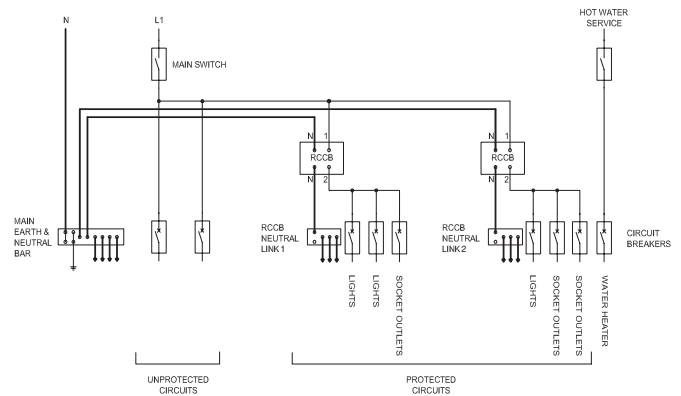 N
L1
HOT WATER
SERVICE
MAIN SWITCH
N 1
RCCB
N 2
N 1
RCCB
N 2
MAIN
EARTH &
NEUTRAL
BAR
RCCB
NEUTRAL
LINK 1
RCCB
NEUTRAL
LINK 2
CIRCUIT
BREAKERS
LIGHTS
LIGHTS
SOCKET OUTLETS
LIGHTS
SOCKET OUTLETS
SOCKET OUTLETS
WATER HEATER
UNPROTECTED
CIRCUITS
PROTECTED
CIRCUITS